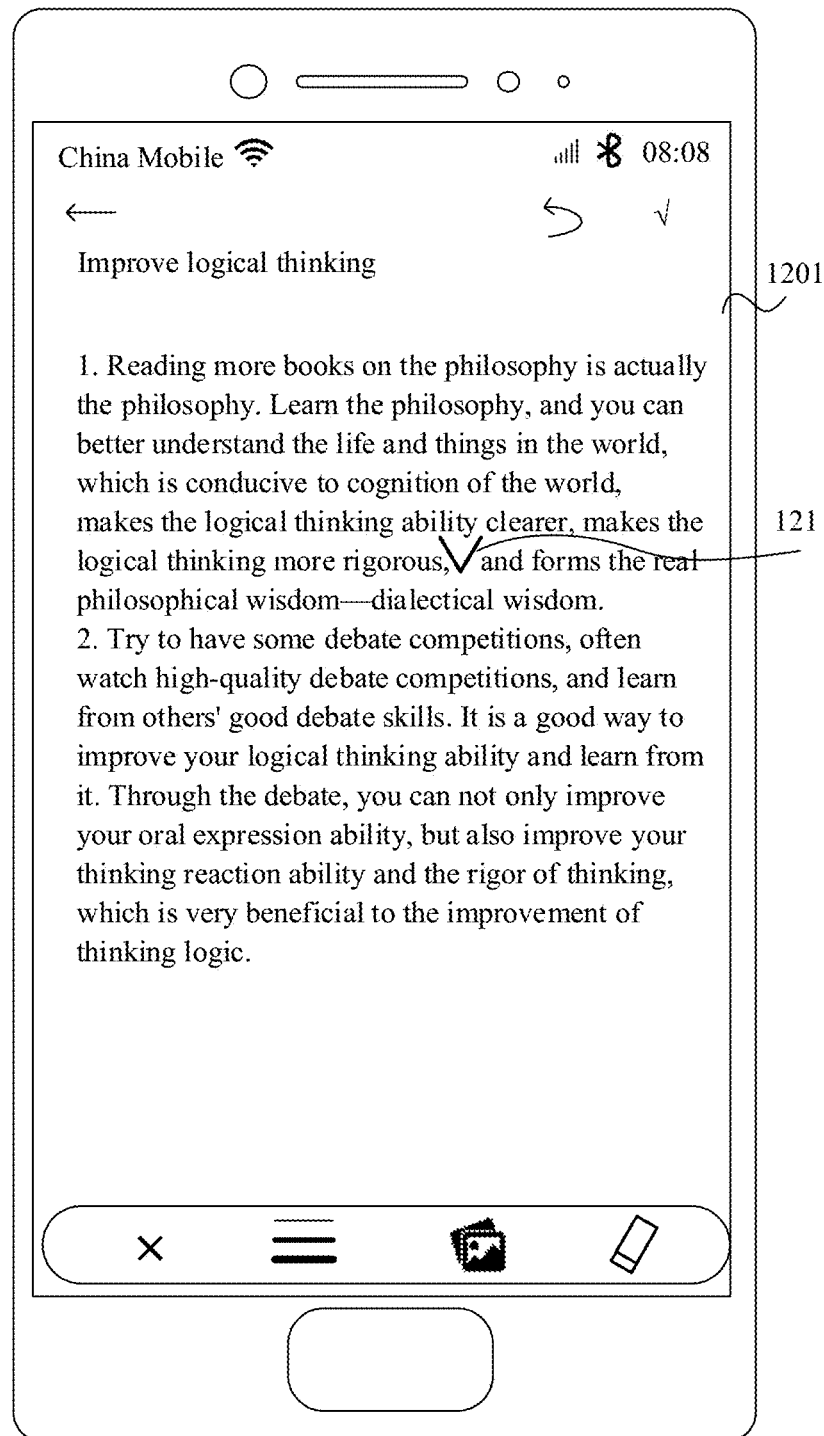 China Mobile 08:08
√
Improve logical thinking
1201
1. Reading more books on the philosophy is actually
the philosophy. Learn the philosophy, and you can
better understand the life and things in the world,
which is conducive to cognition of the world,
makes the logical thinking ability clearer, makes the
121
logical thinking more rigorous, and forms the real
philosophical wisdom—dialectical wisdom.
2. Try to have some debate competitions, often
watch high-quality debate competitions, and learn
from others' good debate skills. It is a good way to
improve your logical thinking ability and learn from
it. Through the debate, you can not only improve
your oral expression ability, but also improve your
thinking reaction ability and the rigor of thinking,
which is very beneficial to the improvement of
thinking logic.